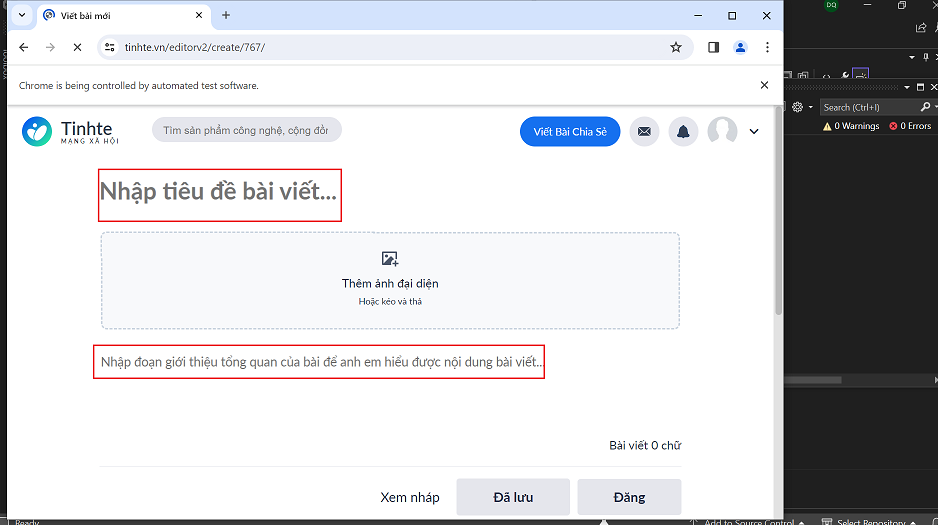 Viết bài mới
DQ
tinhte.vn/editorv2/create/767/
Chrome is being controlled by automated test software.
Search (Ctrl+I)
0 Warnings
0 Errors
Tinhte
MẠNG XÃ HỘI
Tìm sản phẩm công nghệ, cộng đồn
Viết Bài Chia Sẻ
Nhập tiêu đề bài viết...
Thêm ảnh đại diện
Hoặc kéo và thả
Nhập đoạn giới thiệu tổng quan của bài để anh em hiểu được nội dung bài viết...
Bài viết 0 chữ
Xem nháp
Đã lưu
Đăng
Ready
Add to Source Control
Select Repository